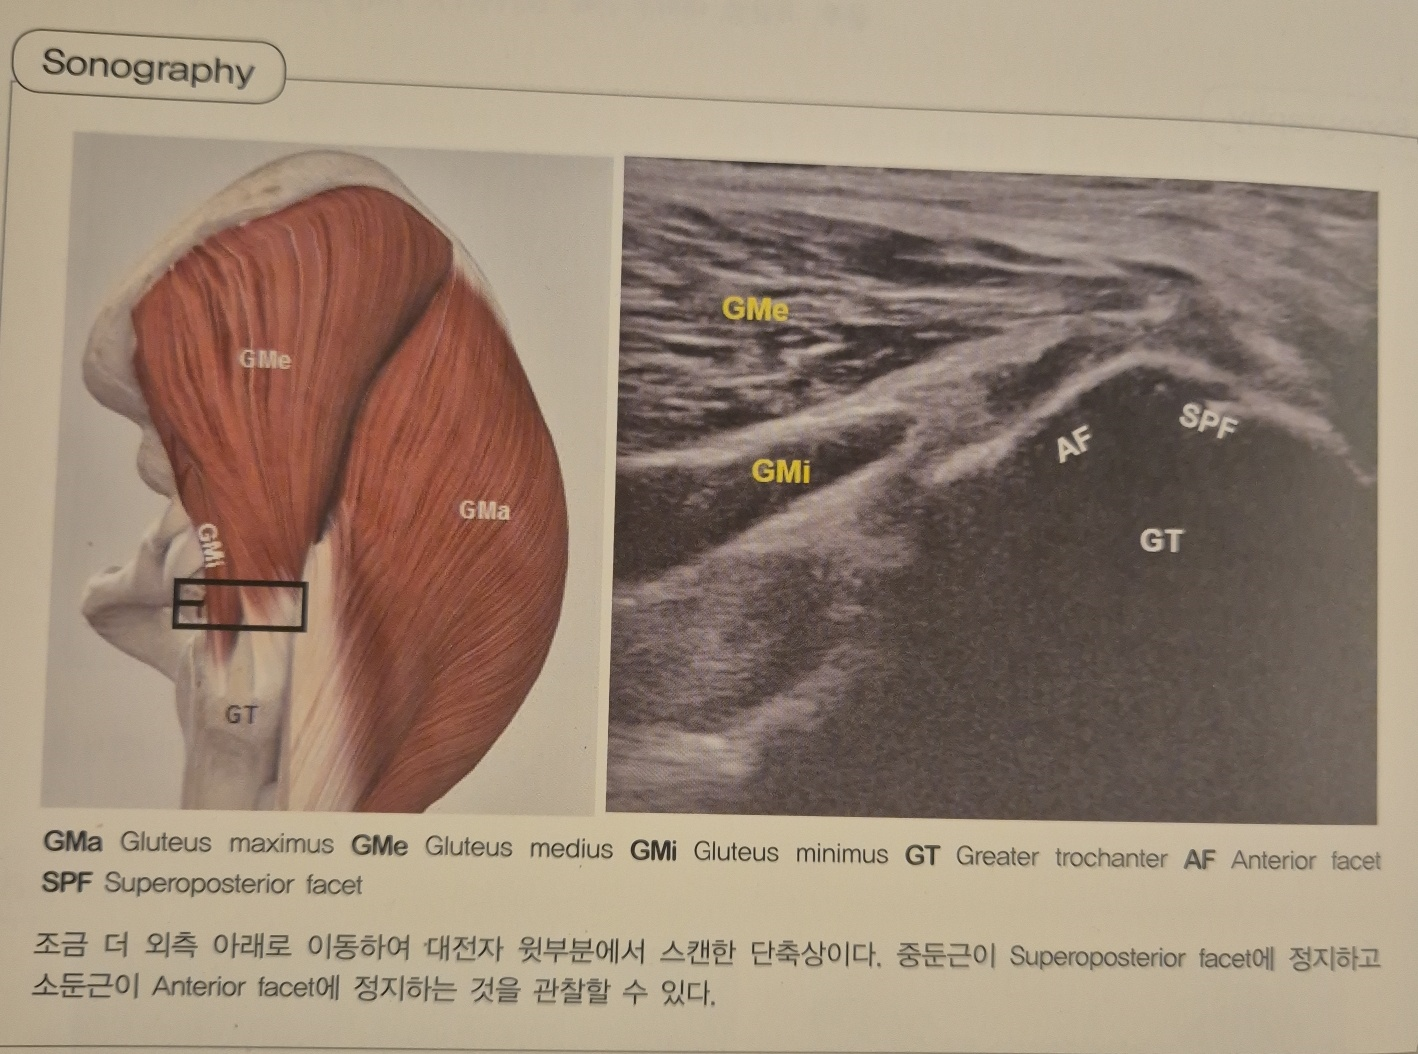 Sonography
GMe
GMa
GMi
GT
GMe
GMi
AF
SPF
GT
GMa Gluteus maximus GMe Gluteus medius GMi Gluteus minimus GT Greater trochanter AF Anterior facet
SPF Superoposterior facet
조금 더 외측 아래로 이동하여 대전자 윗부분에서 스캔한 단축상이다. 중둔근이 Superoposterior facet에 정지하고
소둔근이 Anterior facet에 정지하는 것을 관찰할 수 있다.